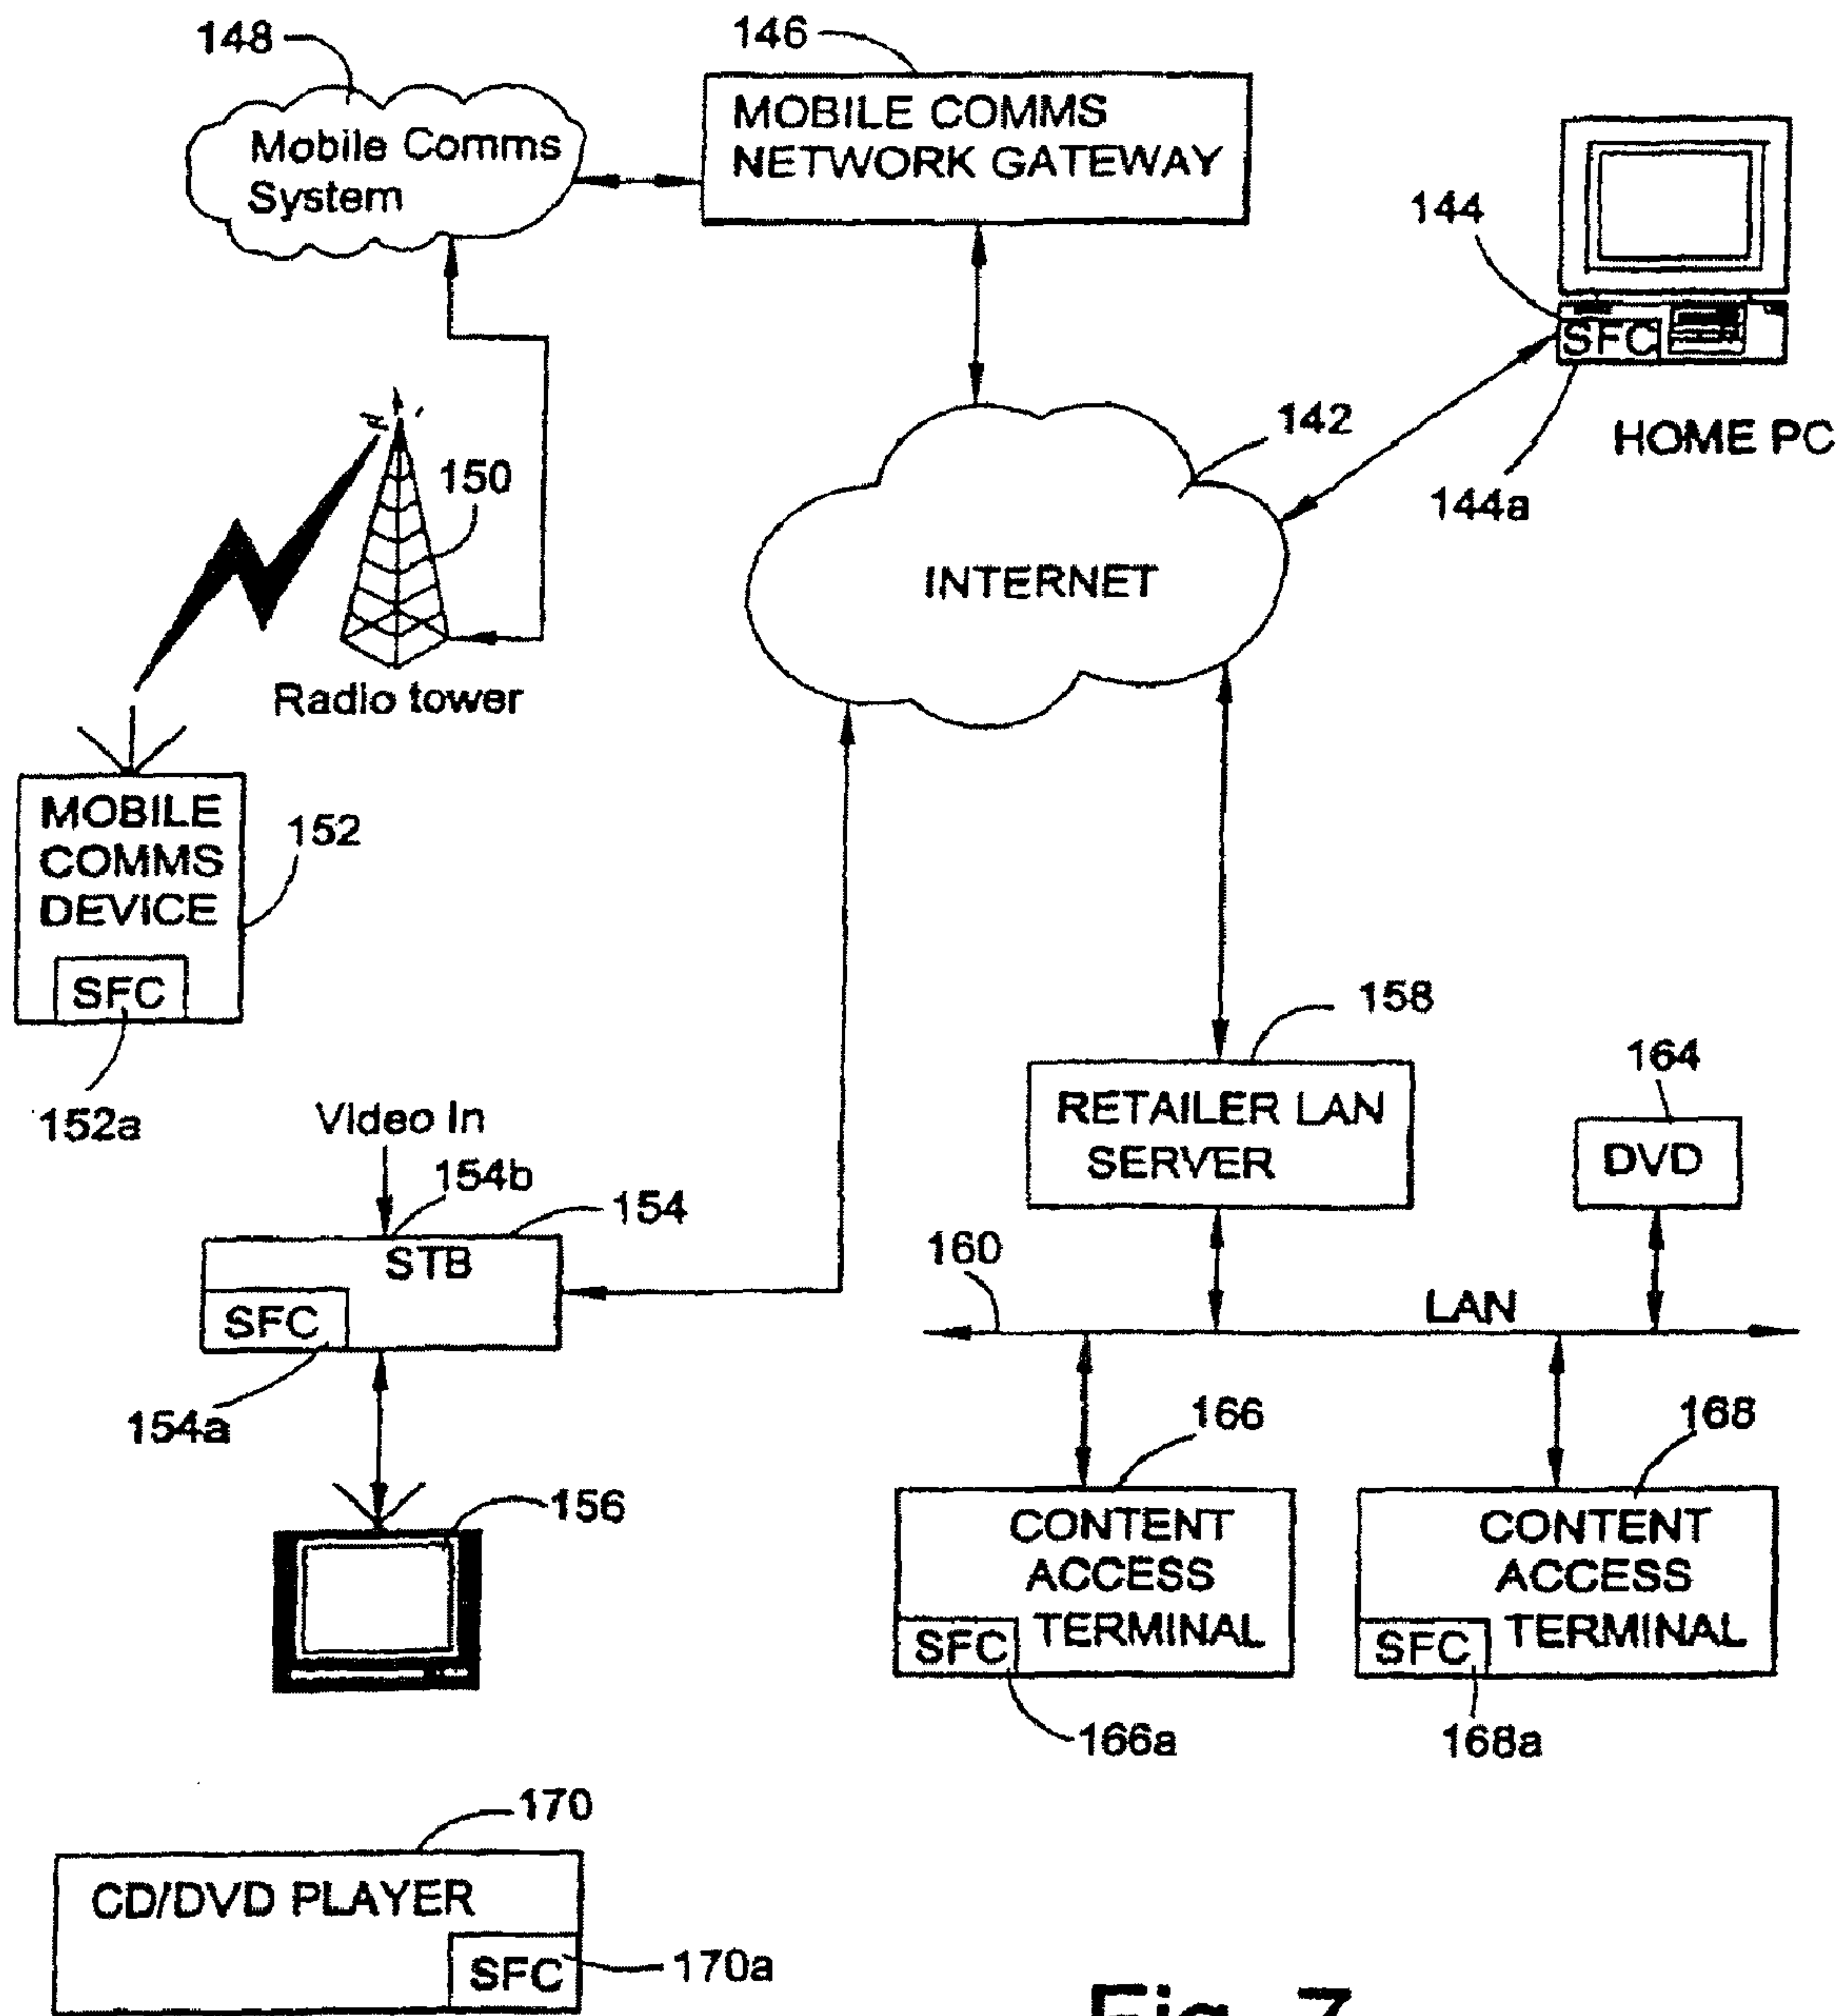 148
146
Mobile Comms
System
MOBILE COMMS
NETWORK GATEWAY
144
SFC
HOME PC
144a
142
INTERNET
150
Radio tower
MOBILE
COMMS
DEVICE
SFC
152
152a
Video In
154b
154
STB
SFC
154a
156
158
RETAILER LAN
SERVER
164
DVD
160
LAN
166
CONTENT
ACCESS
TERMINAL
SFC
166a
168
CONTENT
ACCESS
TERMINAL
SFC
168a
170
CD/DVD PLAYER
SFC
170a
Fig. 7